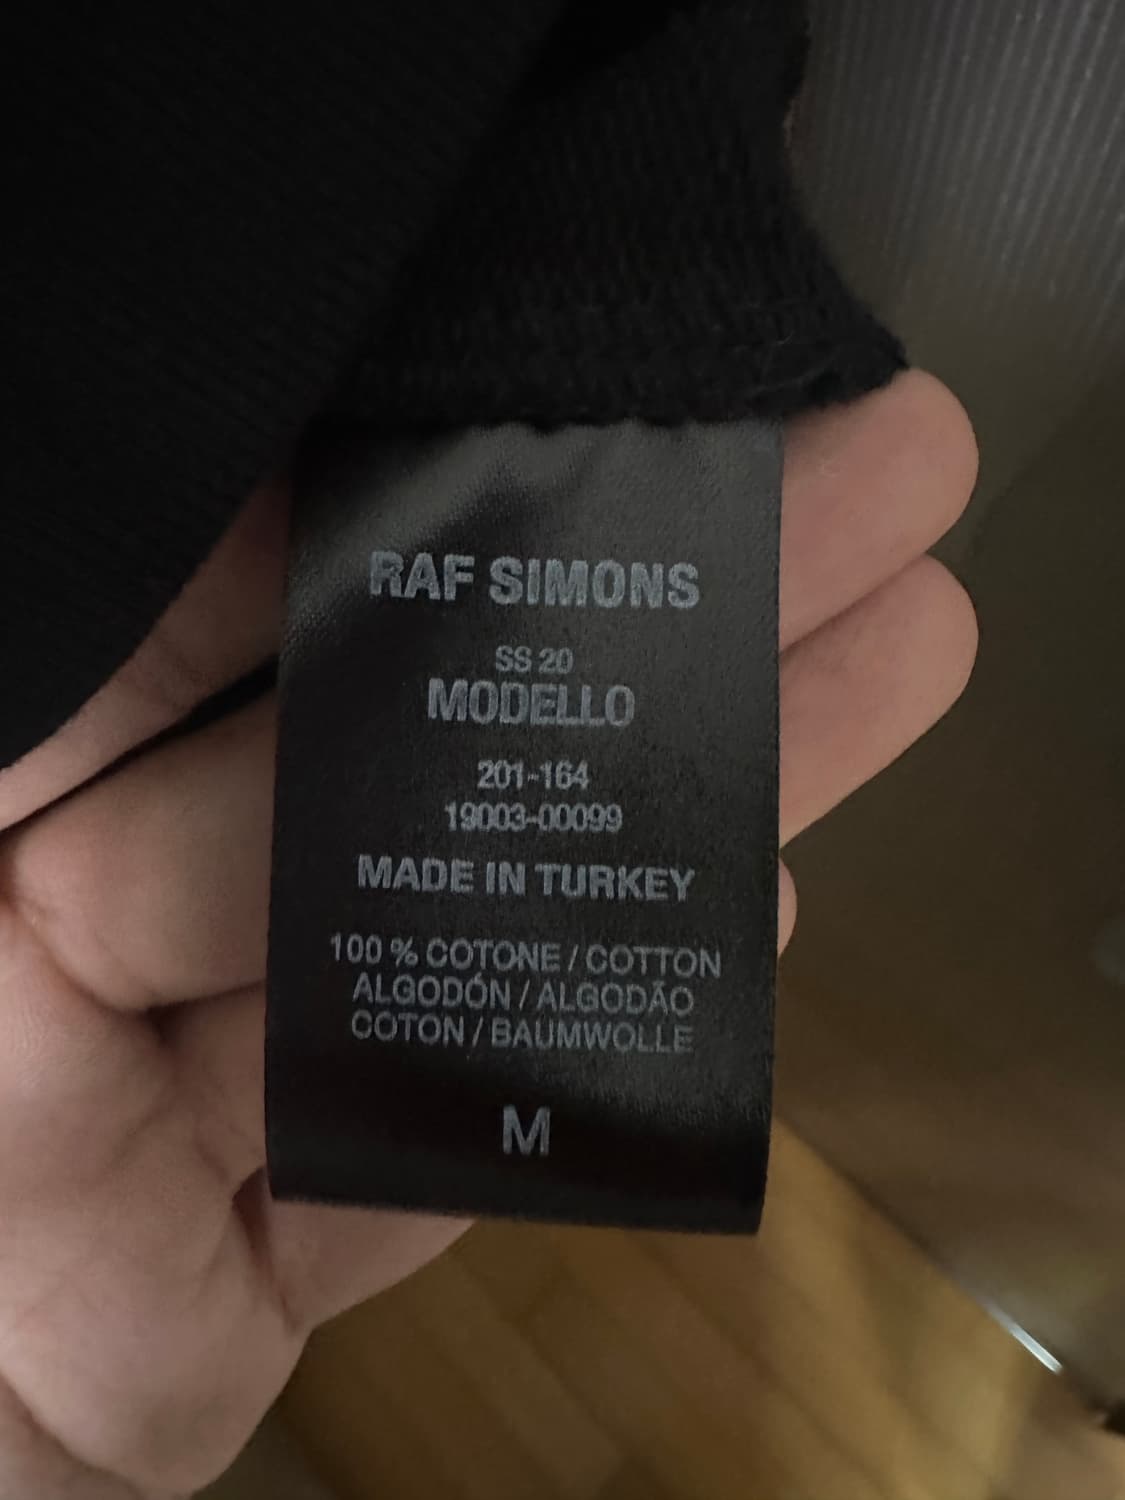 RAF SIMONS
SS 20
MODELLO
201-164
19003-00099
MADE IN TURKEY
100 % COTONE / COTTON
ALGODÓN / ALGODÃO
COTON / BAUMWOLLE
M